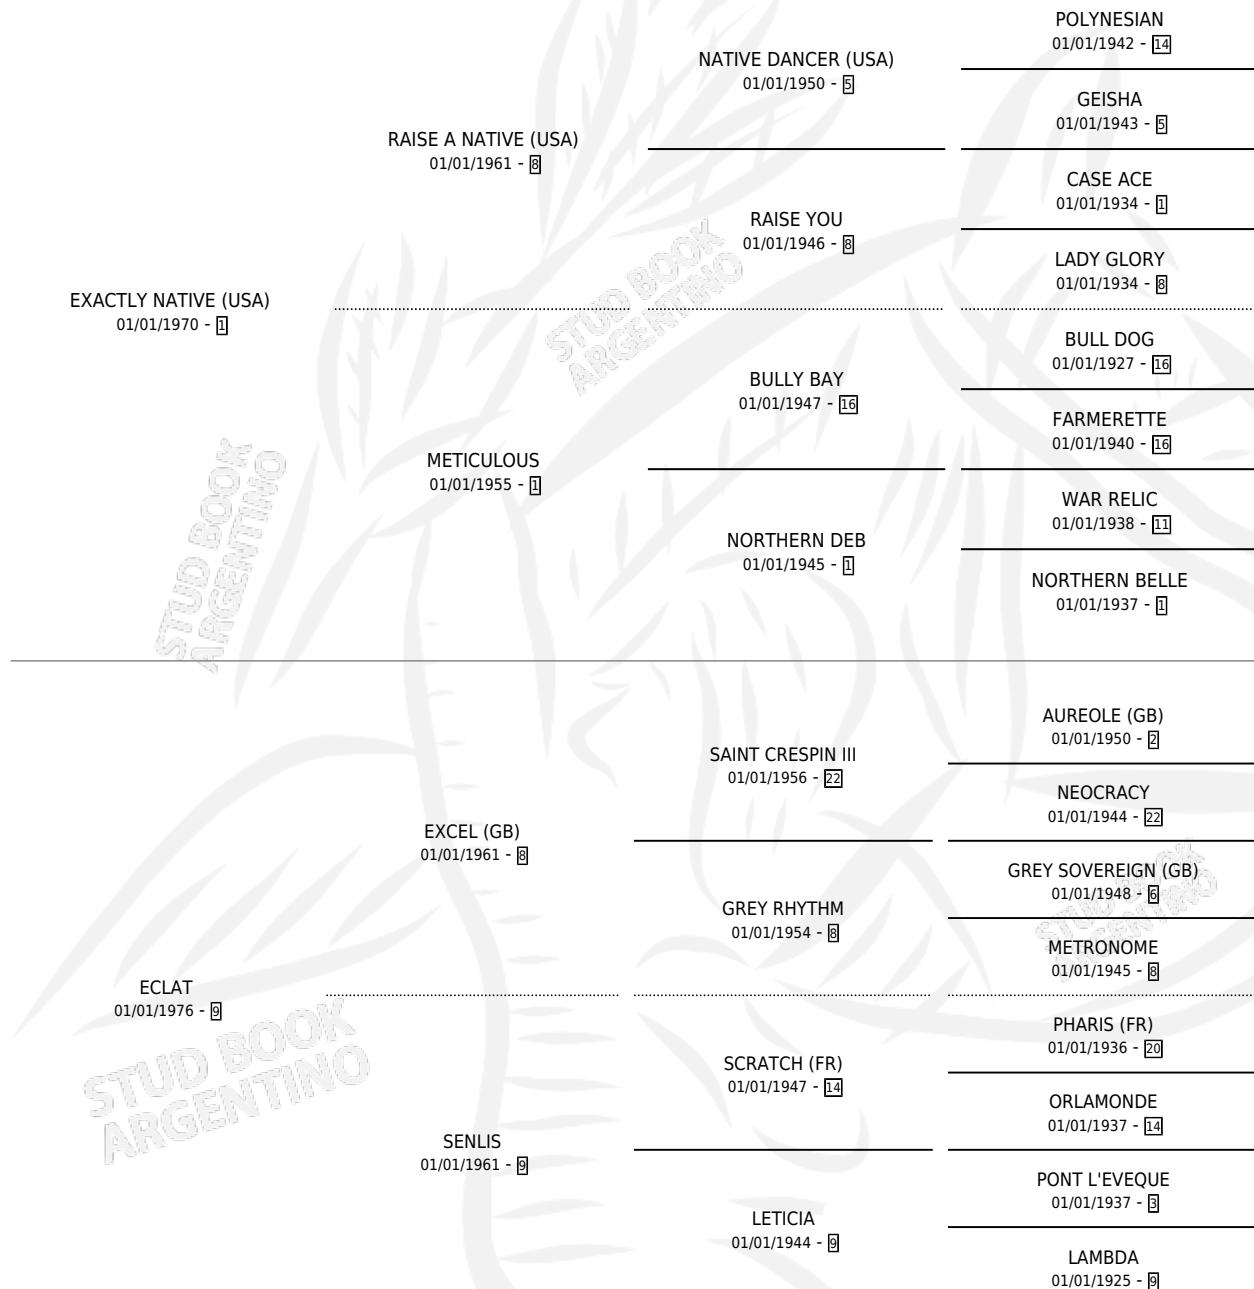 POLYNESIAN
01/01/1942 - 14
NATIVE DANCER (USA)
01/01/1950 - 5
GEISHA
01/01/1943 - 5
RAISE A NATIVE (USA)
01/01/1961 - 8
CASE ACE
01/01/1934 - 1
RAISE YOU
01/01/1946 - 8
LADY GLORY
01/01/1934 - 8
EXACTLY NATIVE (USA)
01/01/1970 - 1
BULL DOG
01/01/1927 - 16
BULLY BAY
01/01/1947 - 16
FARMERETTE
01/01/1940 - 16
METICULOUS
01/01/1955 - 1
WAR RELIC
01/01/1938 - 11
NORTHERN DEB
01/01/1945 - 1
NORTHERN BELLE
01/01/1937 - 1
AUREOLE (GB)
01/01/1950 - 2
SAINT CRESPIN III
01/01/1956 - 22
NEOCRACY
01/01/1944 - 22
EXCEL (GB)
01/01/1961 - 8
GREY SOVEREIGN (GB)
01/01/1948 - 6
GREY RHYTHM
01/01/1954 - 8
METRONOME
01/01/1945 - 8
ECLAT
01/01/1976 - 9
PHARIS (FR)
01/01/1936 - 20
SCRATCH (FR)
01/01/1947 - 14
ORLAMONDE
01/01/1937 - 14
SENLIS
01/01/1961 - 9
PONT L'EVEQUE
01/01/1937 - 3
LETICIA
01/01/1944 - 9
LAMBDA
01/01/1925 - 9
STUD BOOK
ARGENTINO
STUD BOOK
ARGENTINO
STUD BOOK
ARGENTINO
STUD BOOK
ARGENTINO